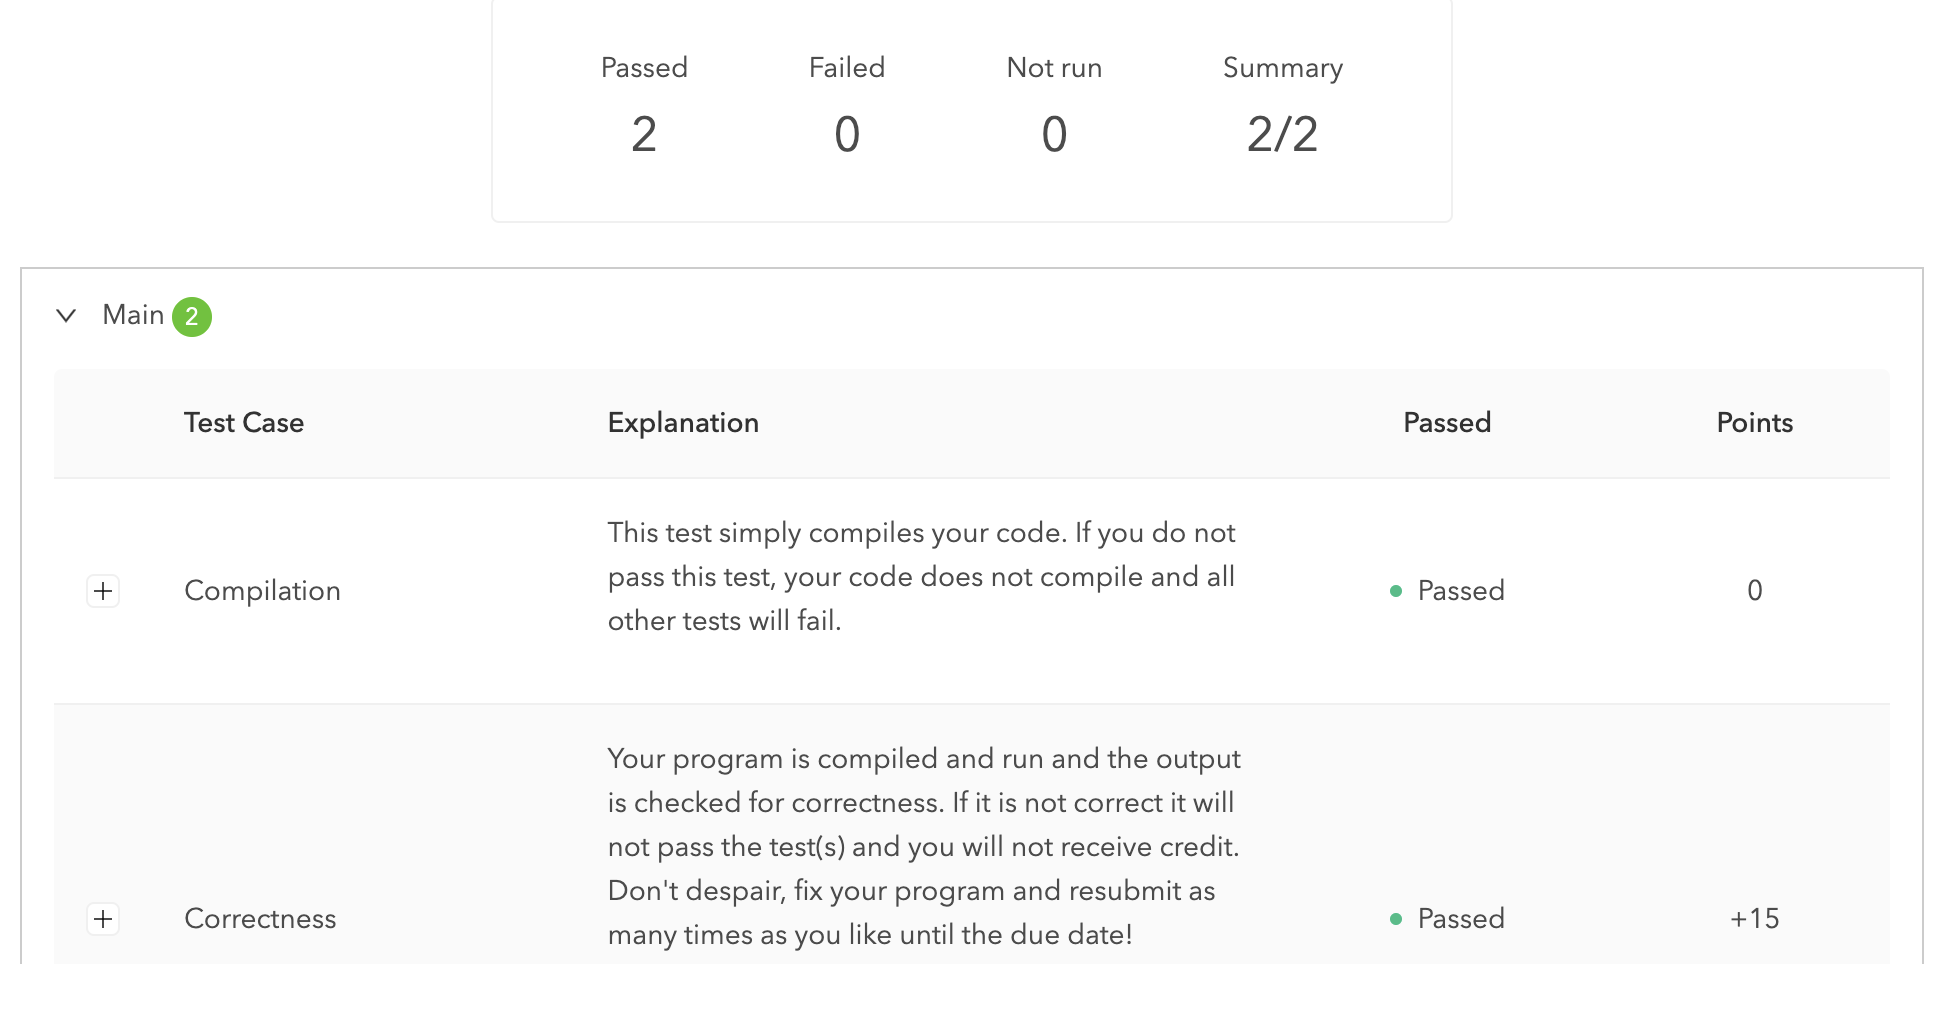 Passed Failed Not run Summary
2 0 0 2/2
Main 2
Test Case Explanation Passed Points
This test simply compiles your code. If you do not
pass this test, your code does not compile and all
other tests will fail.
Compilation
Passed
0
Your program is compiled and run and the output
is checked for correctness. If it is not correct it will
not pass the test(s) and you will not receive credit.
Don't despair, fix your program and resubmit as
many times as you like until the due date!
Correctness
Passed
+15